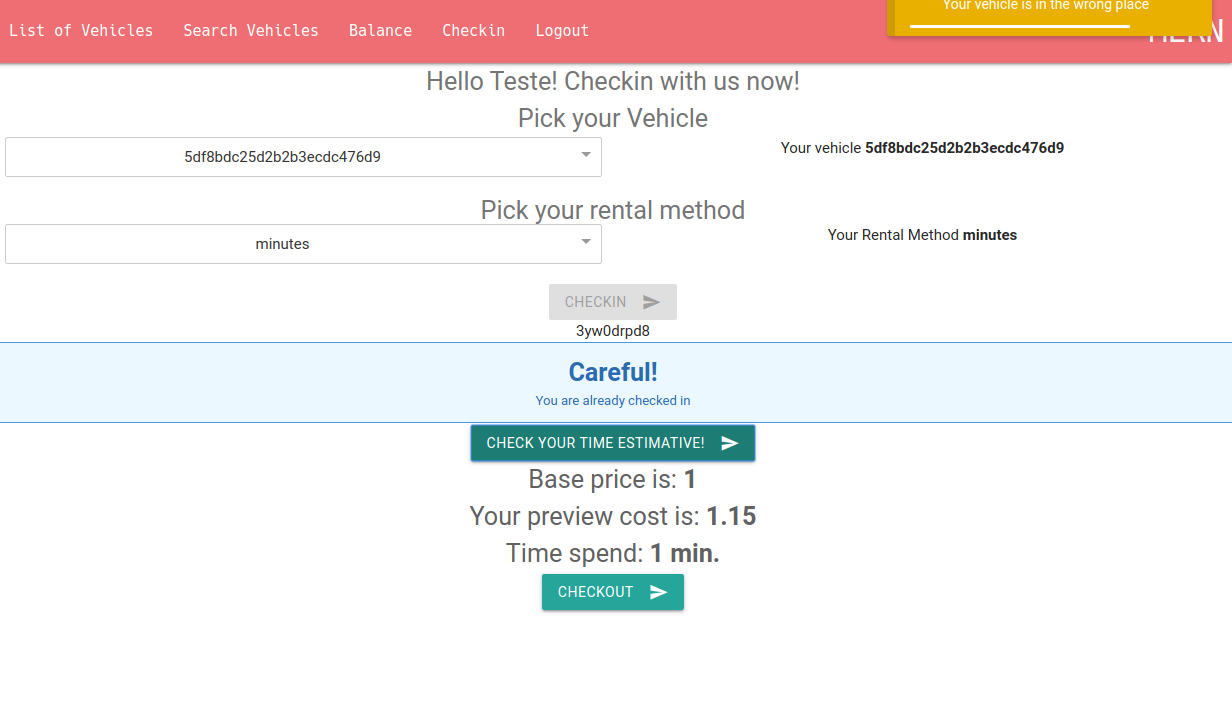 List of Vehicles Search Vehicles Balance Checkin Logout
Your vehicle is in the wrong place
Hello Teste! Checkin with us now!
Pick your Vehicle
5df8bdc25d2b2b3ecdc476d9
Your vehicle 5df8bdc25d2b2b3ecdc476d9
Pick your rental method
minutes
Your Rental Method minutes
CHECKIN
3yw0drpd8
Careful!
You are already checked in
CHECK YOUR TIME ESTIMATIVE!
Base price is: 1
Your preview cost is: 1.15
Time spend: 1 min.
CHECKOUT